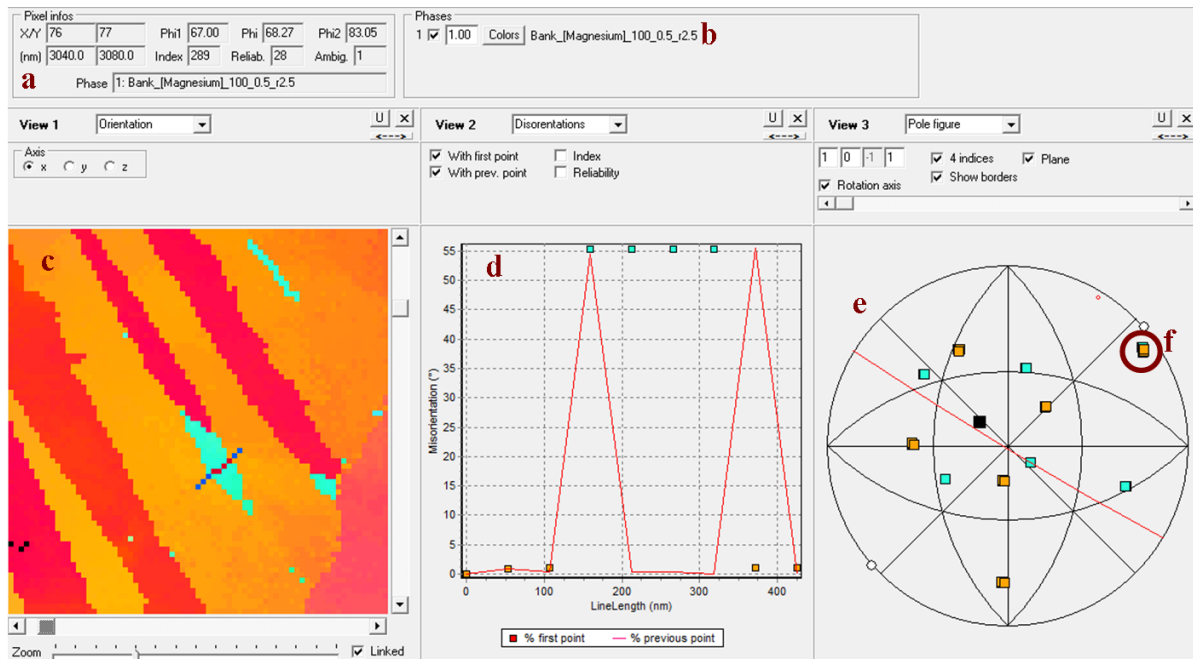 Pixel infos
X/Y 76 77 Phi1 67.00 Phi 68.27 Phi2 83.05
(nm) 3040.0 3080.0 Index 289 Reliab. 28 Ambig. 1
a
Phase 1: Bank_[Magnesium]_100_0.5_r2.5
Phases
1 1.00 Colors Bank_[Magnesium]_100_0.5_r2.5 b
View 1 Orientation U X
<--->
Axis
x y z
c
Zoom Linked
View 2 Disorentations U X
<--->
With first point Index
With prev. point Reliability
d
Misorientation (°)
55
50
45
40
35
30
25
20
15
10
5
0
0 100 200 300 400
LineLength (nm)
% first point % previous point
View 3 Pole figure U X
<--->
1 0 -1 1 4 indices Plane
Show borders
Rotation axis
e
f